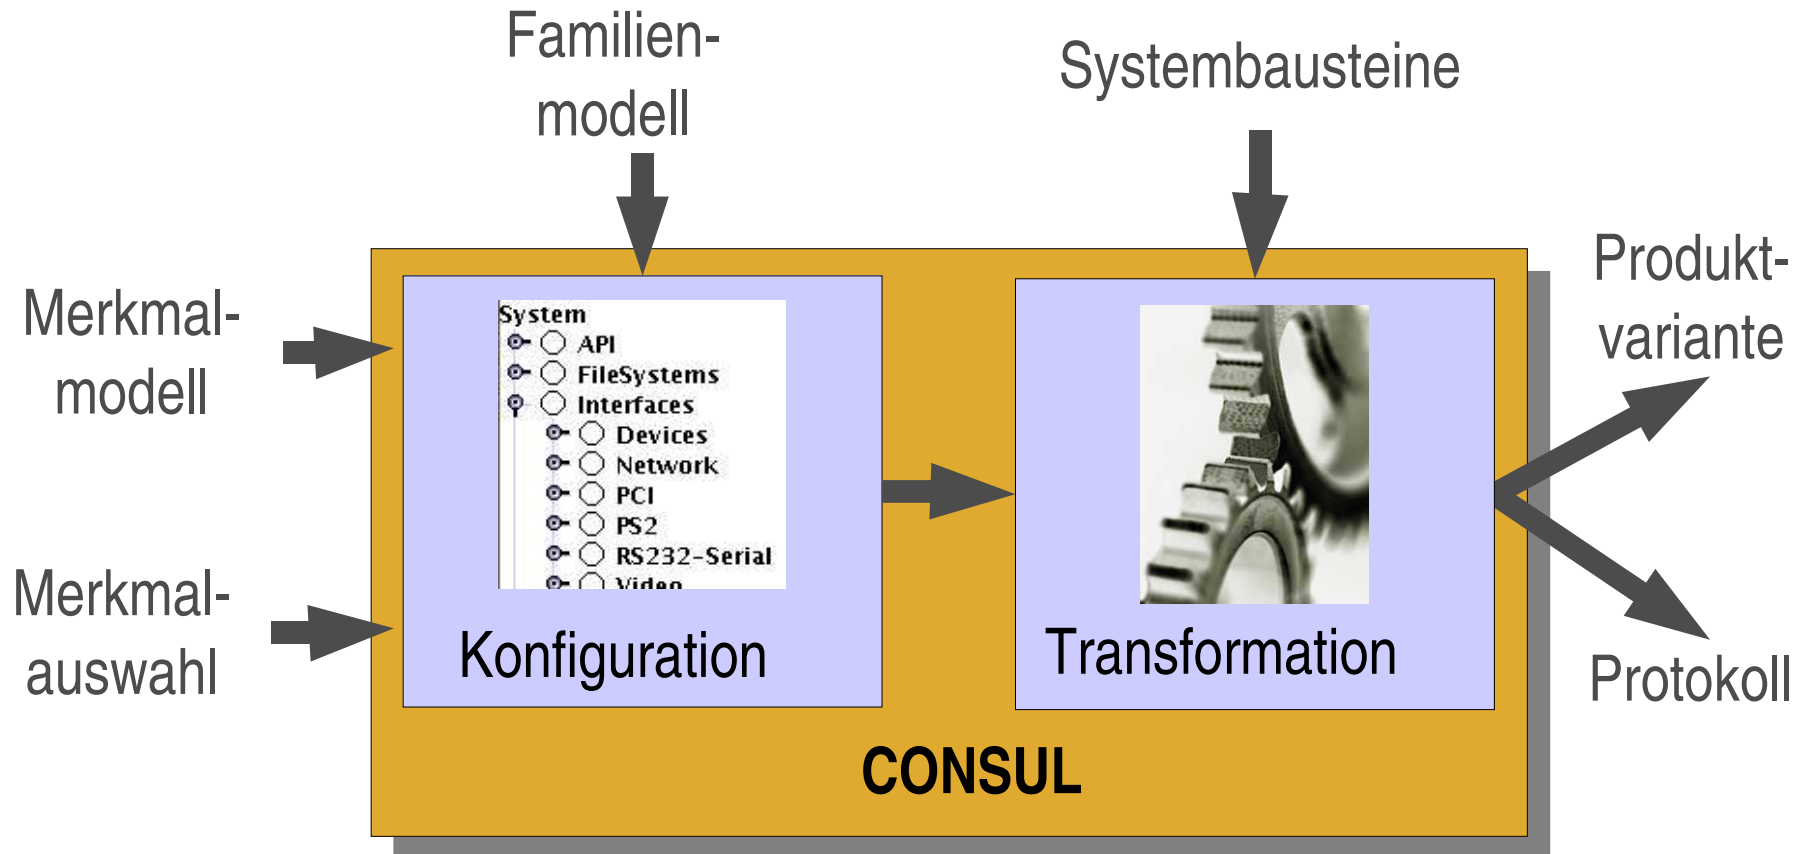 Familien-
modell
Systembausteine
Merkmal-
modell
Merkmal-
auswahl
System
API
FileSystems
Interfaces
Devices
Network
PCI
PS2
RS232-Serial
Video
Konfiguration
Transformation
CONSUL
Produkt-
variante
Protokoll